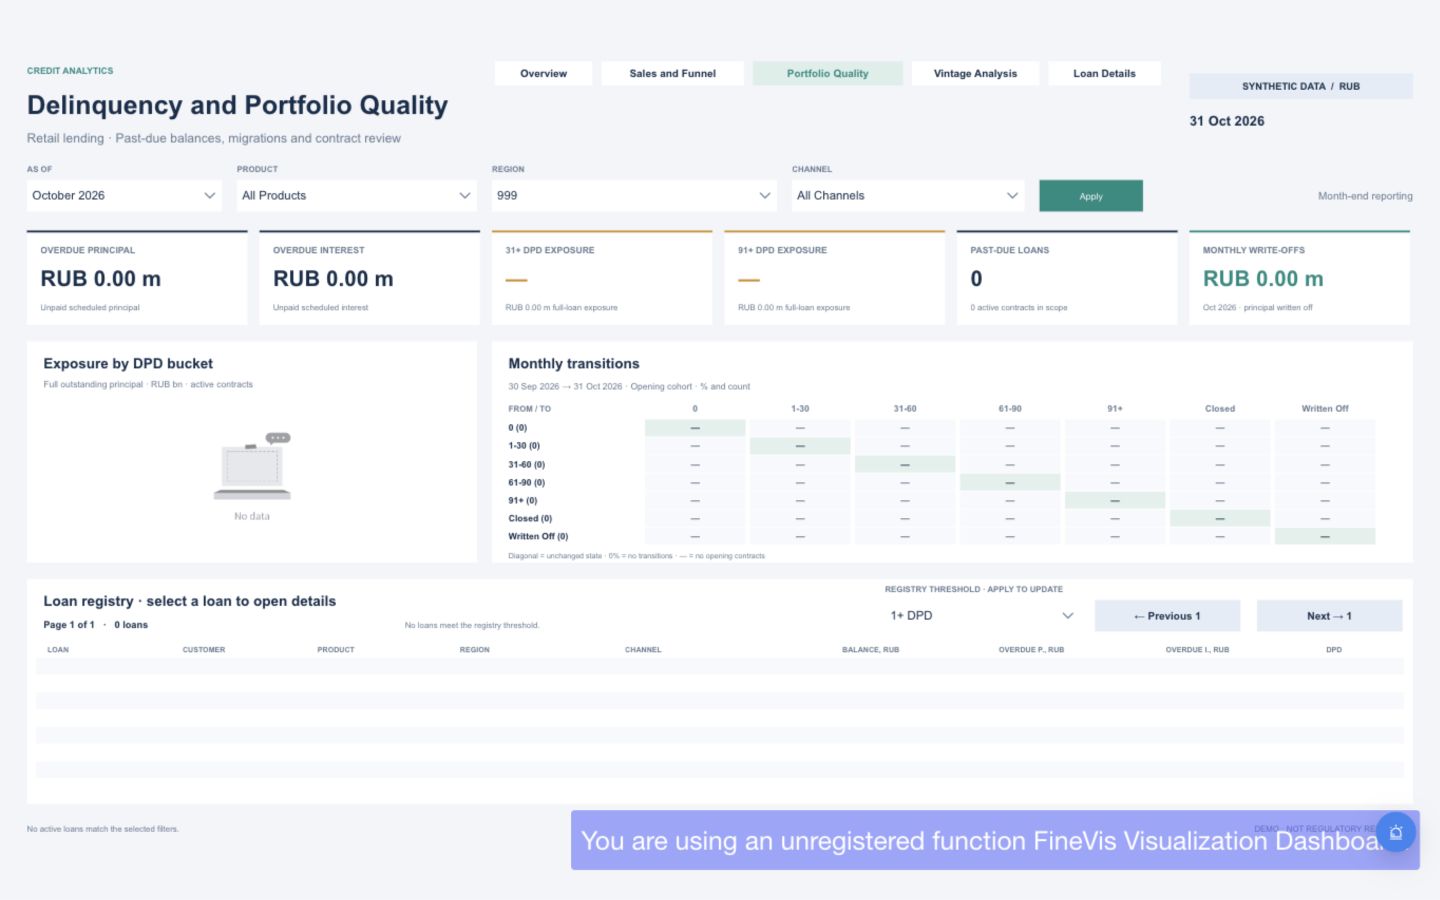 CREDIT ANALYTICS
Overview
Sales and Funnel
Portfolio Quality
Vintage Analysis
Loan Details
SYNTHETIC DATA / RUB
Delinquency and Portfolio Quality
31 Oct 2026
Retail lending · Past-due balances, migrations and contract review
AS OF
PRODUCT
REGION
CHANNEL
October 2026
All Products
999
All Channels
Apply
Month-end reporting
OVERDUE PRINCIPAL
RUB 0.00 m
Unpaid scheduled principal
OVERDUE INTEREST
RUB 0.00 m
Unpaid scheduled interest
31+ DPD EXPOSURE
—
RUB 0.00 m full-loan exposure
91+ DPD EXPOSURE
—
RUB 0.00 m full-loan exposure
PAST-DUE LOANS
0
0 active contracts in scope
MONTHLY WRITE-OFFS
RUB 0.00 m
Oct 2026 · principal written off
Exposure by DPD bucket
Full outstanding principal · RUB bn · active contracts
No data
Monthly transitions
30 Sep 2026 → 31 Oct 2026 · Opening cohort · % and count
FROM / TO 0 1-30 31-60 61-90 91+ Closed Written Off
0 (0) — — — — — — —
1-30 (0) — — — — — — —
31-60 (0) — — — — — — —
61-90 (0) — — — — — — —
91+ (0) — — — — — — —
Closed (0) — — — — — — —
Written Off (0) — — — — — — —
Diagonal = unchanged state · 0% = no transitions · — = no opening contracts
Loan registry · select a loan to open details
REGISTRY THRESHOLD · APPLY TO UPDATE
1+ DPD
← Previous 1
Next → 1
Page 1 of 1 · 0 loans
No loans meet the registry threshold.
LOAN CUSTOMER PRODUCT REGION CHANNEL BALANCE, RUB OVERDUE P., RUB OVERDUE I., RUB DPD
No active loans match the selected filters.
DEMO · NOT REGULATORY
You are using an unregistered function FineVis Visualization